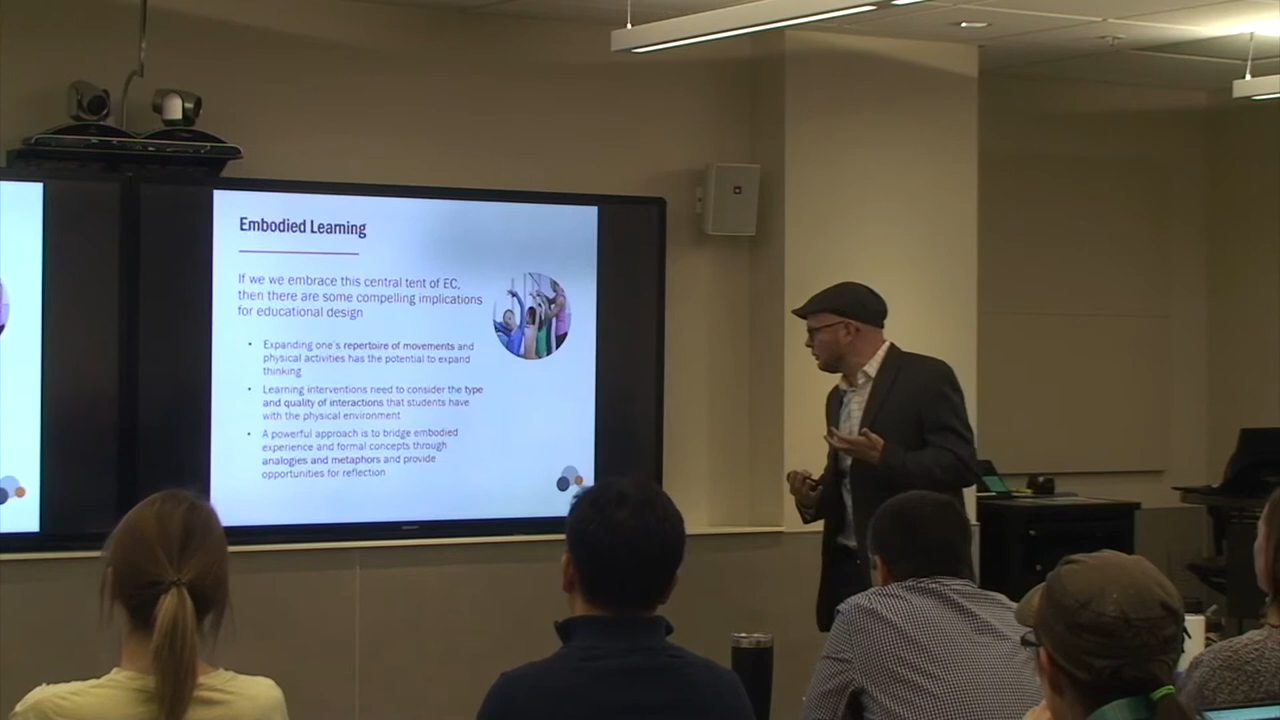 Embodied Learning
If we we embrace this central tent of EC,
then there are some compelling implications
for educational design
• Expanding one's repertoire of movements and
physical activities has the potential to expand
thinking
• Learning interventions need to consider the type
and quality of interactions that students have
with the physical environment
• A powerful approach is to bridge embodied
experience and formal concepts through
analogies and metaphors and provide
opportunities for reflection